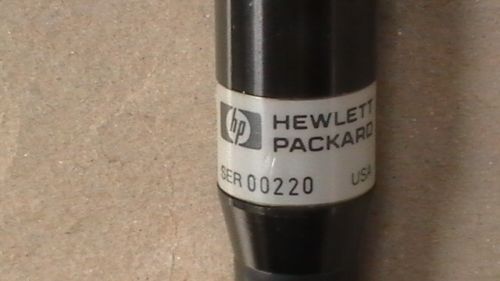 hp HEWLETT
PACKARD
SER 00220 USA